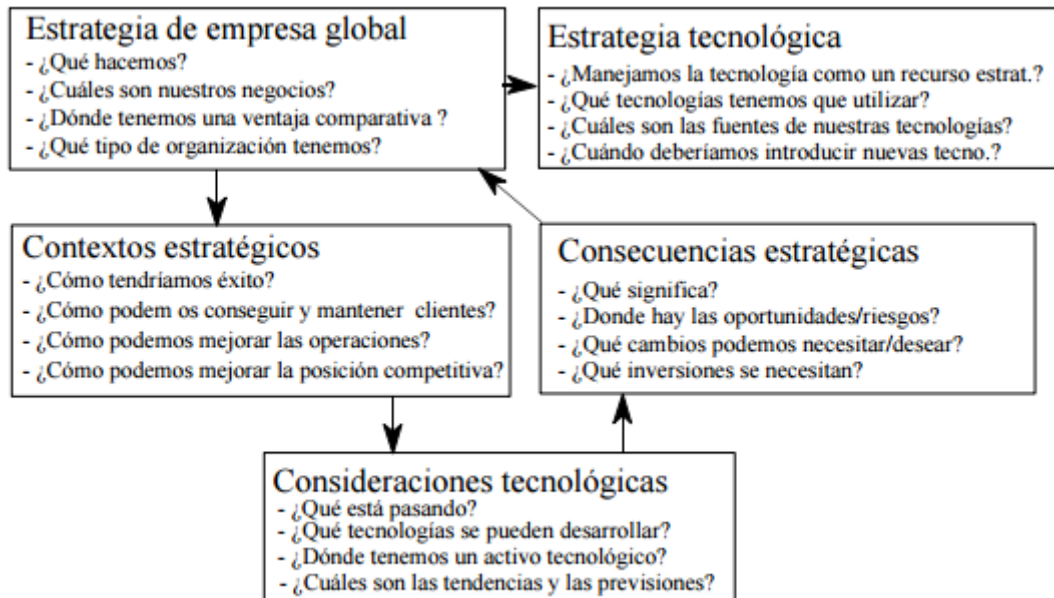 Estrategia de empresa global
- ¿Qué hacemos?
- ¿Cuáles son nuestros negocios?
- ¿Dónde tenemos una ventaja comparativa ?
- ¿Qué tipo de organización tenemos?
Estrategia tecnológica
- ¿Manejamos la tecnología como un recurso estrat.?
- ¿Qué tecnologías tenemos que utilizar?
- ¿Cuáles son las fuentes de nuestras tecnologías?
- ¿Cuándo deberíamos introducir nuevas tecno.?
Contextos estratégicos
- ¿Cómo tendríamos éxito?
- ¿Cómo podem os conseguir y mantener clientes?
- ¿Cómo podemos mejorar las operaciones?
- ¿Cómo podemos mejorar la posición competitiva?
Consecuencias estratégicas
- ¿Qué significa?
- ¿Donde hay las oportunidades/riesgos?
- ¿Qué cambios podemos necesitar/desear?
- ¿Qué inversiones se necesitan?
Consideraciones tecnológicas
- ¿Qué está pasando?
- ¿Qué tecnologías se pueden desarrollar?
- ¿Dónde tenemos un activo tecnológico?
- ¿Cuáles son las tendencias y las previsiones?